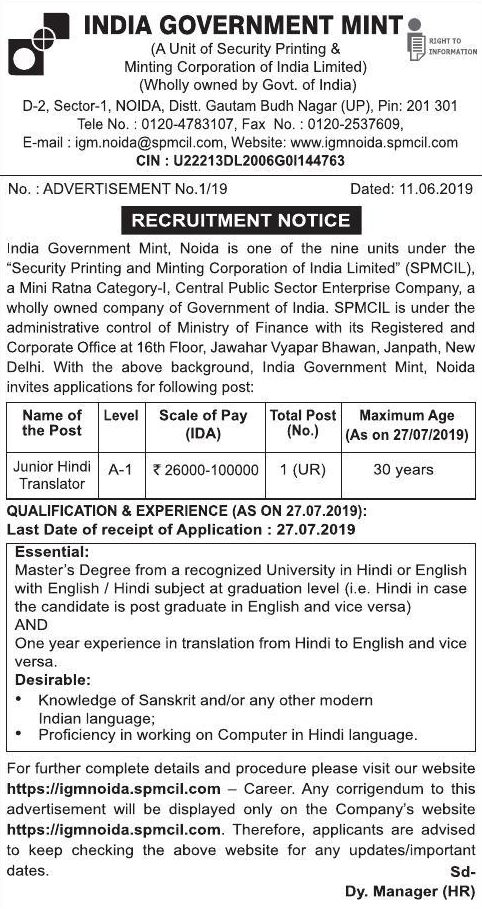 INDIA GOVERNMENT MINT
RIGHT TO
INFORMATION
(A Unit of Security Printing &
Minting Corporation of India Limited)
(Wholly owned by Govt. of India)
D-2, Sector-1, NOIDA, Distt. Gautam Budh Nagar (UP), Pin: 201 301
Tele No. : 0120-4783107, Fax No. : 0120-2537609,
E-mail : igm.noida@spmcil.com, Website: www.igmnoida.spmcil.com
CIN : U22213DL2006G0I144763
No. : ADVERTISEMENT No.1/19 Dated: 11.06.2019
RECRUITMENT NOTICE
India Government Mint, Noida is one of the nine units under the
“Security Printing and Minting Corporation of India Limited” (SPMCIL),
a Mini Ratna Category-I, Central Public Sector Enterprise Company, a
wholly owned company of Government of India. SPMCIL is under the
administrative control of Ministry of Finance with its Registered and
Corporate Office at 16th Floor, Jawahar Vyapar Bhawan, Janpath, New
Delhi. With the above background, India Government Mint, Noida
invites applications for following post:
Name of the Post Level Scale of Pay (IDA) Total Post (No.) Maximum Age (As on 27/07/2019)
Junior Hindi Translator A-1 ₹ 26000-100000 1 (UR) 30 years
QUALIFICATION & EXPERIENCE (AS ON 27.07.2019):
Last Date of receipt of Application : 27.07.2019
Essential:
Master’s Degree from a recognized University in Hindi or English
with English / Hindi subject at graduation level (i.e. Hindi in case
the candidate is post graduate in English and vice versa)
AND
One year experience in translation from Hindi to English and vice
versa.
Desirable:
• Knowledge of Sanskrit and/or any other modern
Indian language;
• Proficiency in working on Computer in Hindi language.
For further complete details and procedure please visit our website
https://igmnoida.spmcil.com – Career. Any corrigendum to this
advertisement will be displayed only on the Company’s website
https://igmnoida.spmcil.com. Therefore, applicants are advised
to keep checking the above website for any updates/important
dates. Sd-
Dy. Manager (HR)